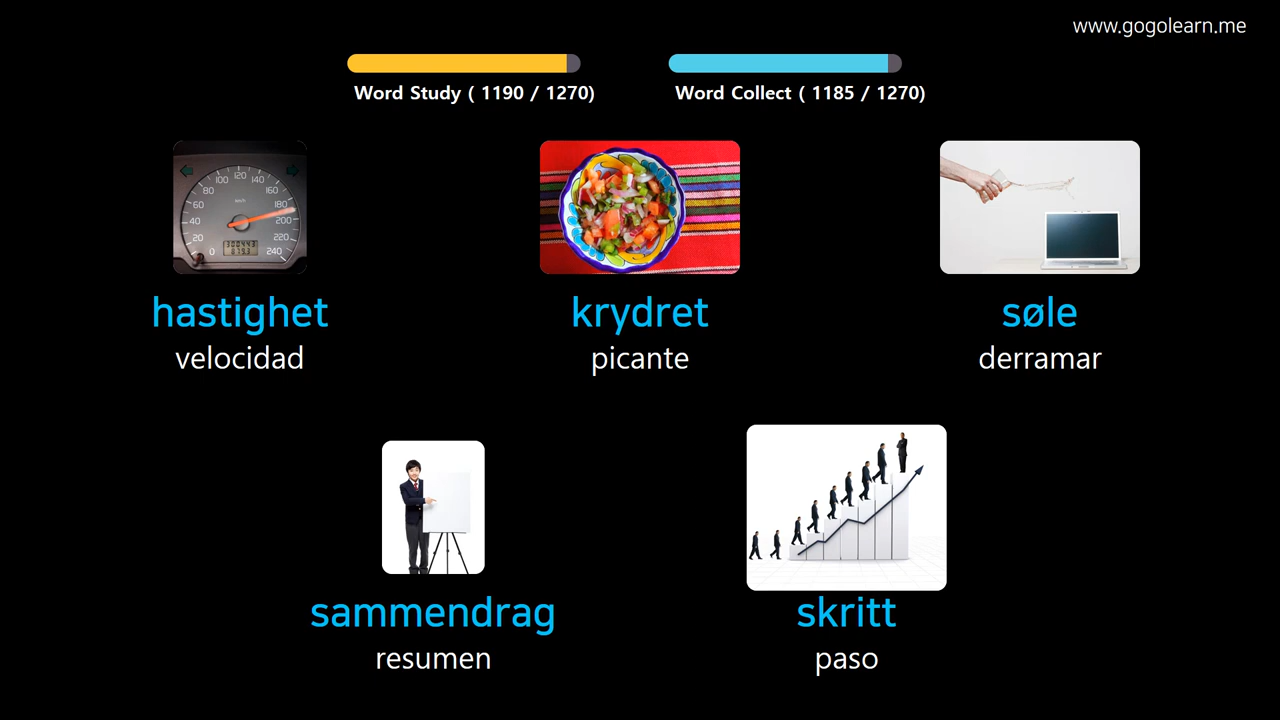 www.gogolearn.me
Word Study ( 1190 / 1270)
Word Collect ( 1185 / 1270)
hastighet
velocidad
krydret
picante
søle
derramar
sammendrag
resumen
skritt
paso